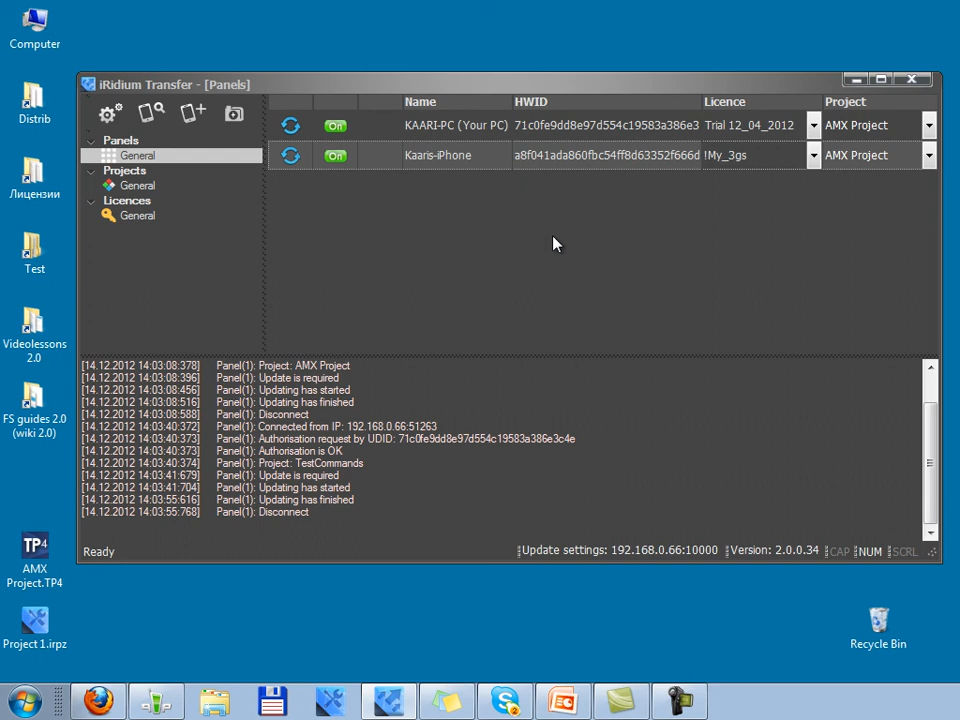 Computer
Distrib
Лицензии
Test
Videolessons
2.0
FS guides 2.0
(wiki 2.0)
TP4
AMX
Project.TP4
Project 1.irpz
iRidium Transfer - [Panels]
Panels
General
Projects
General
Licences
General
Name HWID Licence Project
On KAARI-PC (Your PC) 71c0fe9dd8e97d554c19583a386e3 Trial 12_04_2012 AMX Project
On Kaaris-iPhone a8f041ada860fbc54ff8d63352f666d !My_3gs AMX Project
[14.12.2012 14:03:08:378] Panel(1): Project: AMX Project
[14.12.2012 14:03:08:396] Panel(1): Update is required
[14.12.2012 14:03:08:456] Panel(1): Updating has started
[14.12.2012 14:03:08:516] Panel(1): Updating has finished
[14.12.2012 14:03:08:588] Panel(1): Disconnect
[14.12.2012 14:03:40:372] Panel(1): Connected from IP: 192.168.0.66:51263
[14.12.2012 14:03:40:373] Panel(1): Authorisation request by UDID: 71c0fe9dd8e97d554c19583a386e3c4e
[14.12.2012 14:03:40:373] Panel(1): Authorisation is OK
[14.12.2012 14:03:40:374] Panel(1): Project: TestCommands
[14.12.2012 14:03:41:679] Panel(1): Update is required
[14.12.2012 14:03:41:704] Panel(1): Updating has started
[14.12.2012 14:03:55:616] Panel(1): Updating has finished
[14.12.2012 14:03:55:768] Panel(1): Disconnect
Ready Update settings: 192.168.0.66:10000 Version: 2.0.0.34 CAP NUM SCRL
Recycle Bin